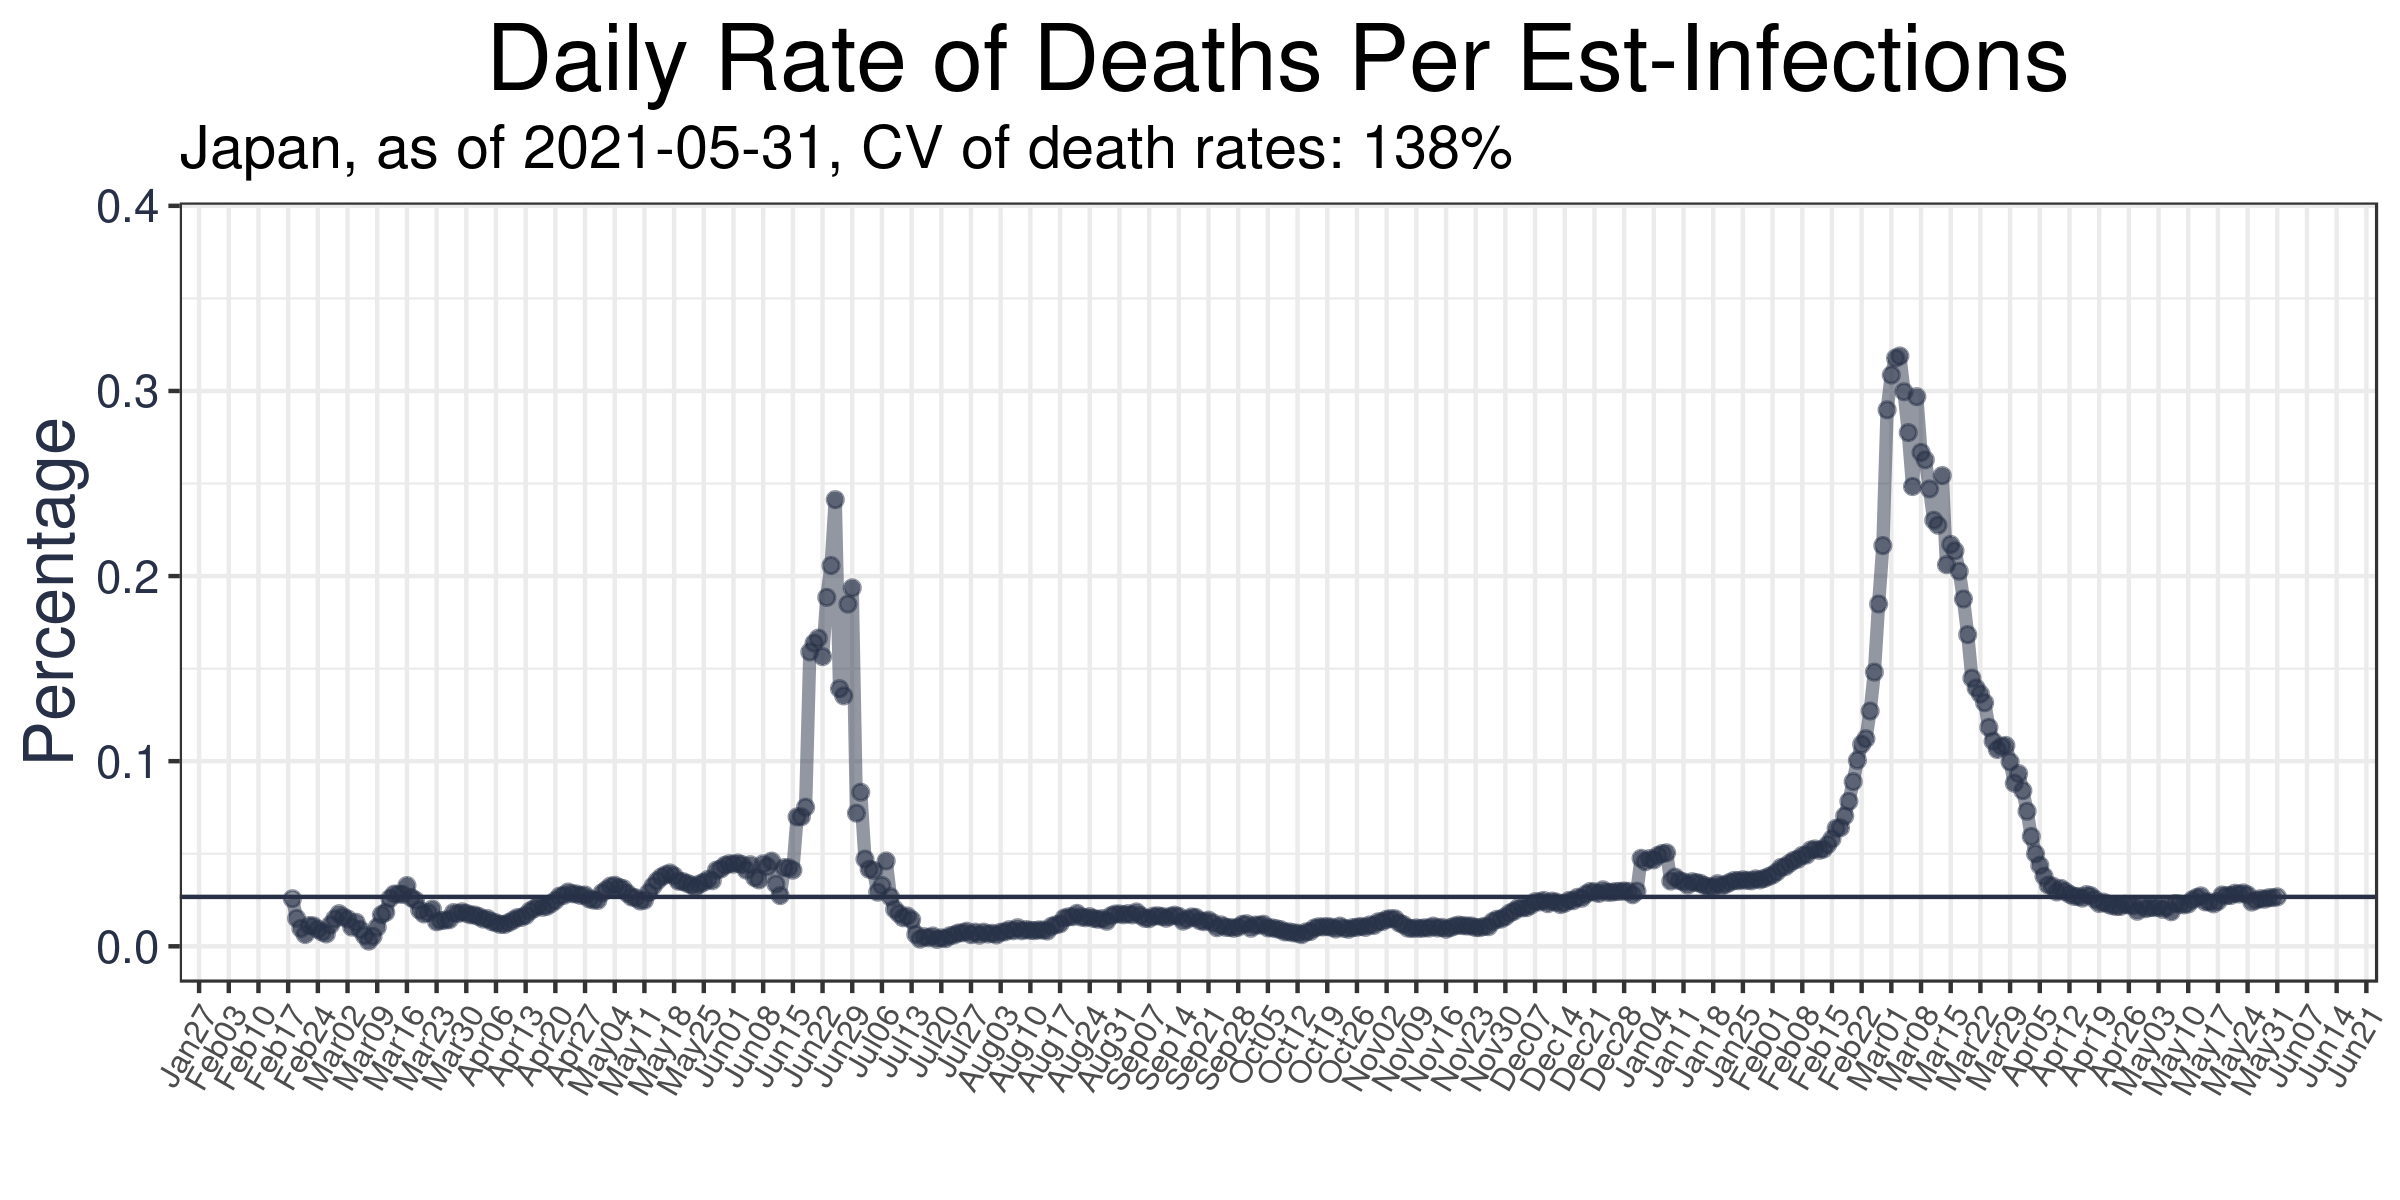 Daily Rate of Deaths Per Est-Infections
Japan, as of 2021-05-31, CV of death rates: 138%
Percentage
0.4
0.3
0.2
0.1
0.0
Jan27
Feb03
Feb10
Feb17
Feb24
Mar02
Mar09
Mar16
Mar23
Mar30
Apr06
Apr13
Apr20
Apr27
May04
May11
May18
May25
Jun01
Jun08
Jun15
Jun22
Jun29
Jul06
Jul13
Jul20
Jul27
Aug03
Aug10
Aug17
Aug24
Aug31
Sep07
Sep14
Sep21
Sep28
Oct05
Oct12
Oct19
Oct26
Nov02
Nov09
Nov16
Nov23
Nov30
Dec07
Dec14
Dec21
Dec28
Jan04
Jan11
Jan18
Jan25
Feb01
Feb08
Feb15
Feb22
Mar01
Mar08
Mar15
Mar22
Mar29
Apr05
Apr12
Apr19
Apr26
May03
May10
May17
May24
May31
Jun07
Jun14
Jun21